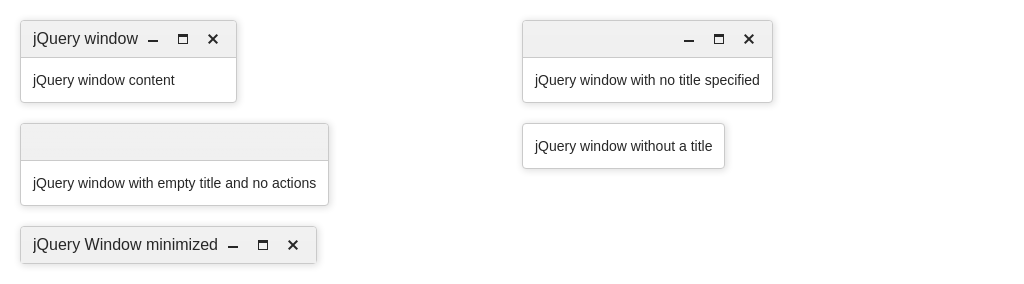 jQuery window
jQuery window content
jQuery window with no title specified
jQuery window with empty title and no actions
jQuery window without a title
jQuery Window minimized